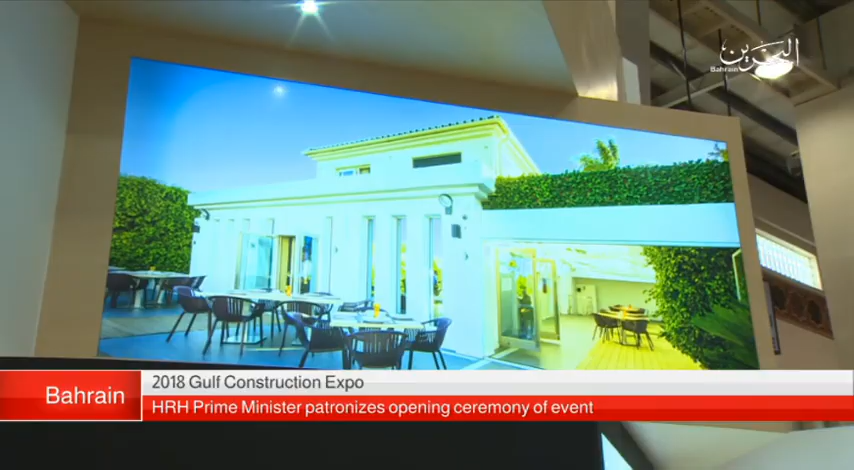 البحرين
Bahrain
Bahrain
2018 Gulf Construction Expo
HRH Prime Minister patronizes opening ceremony of event